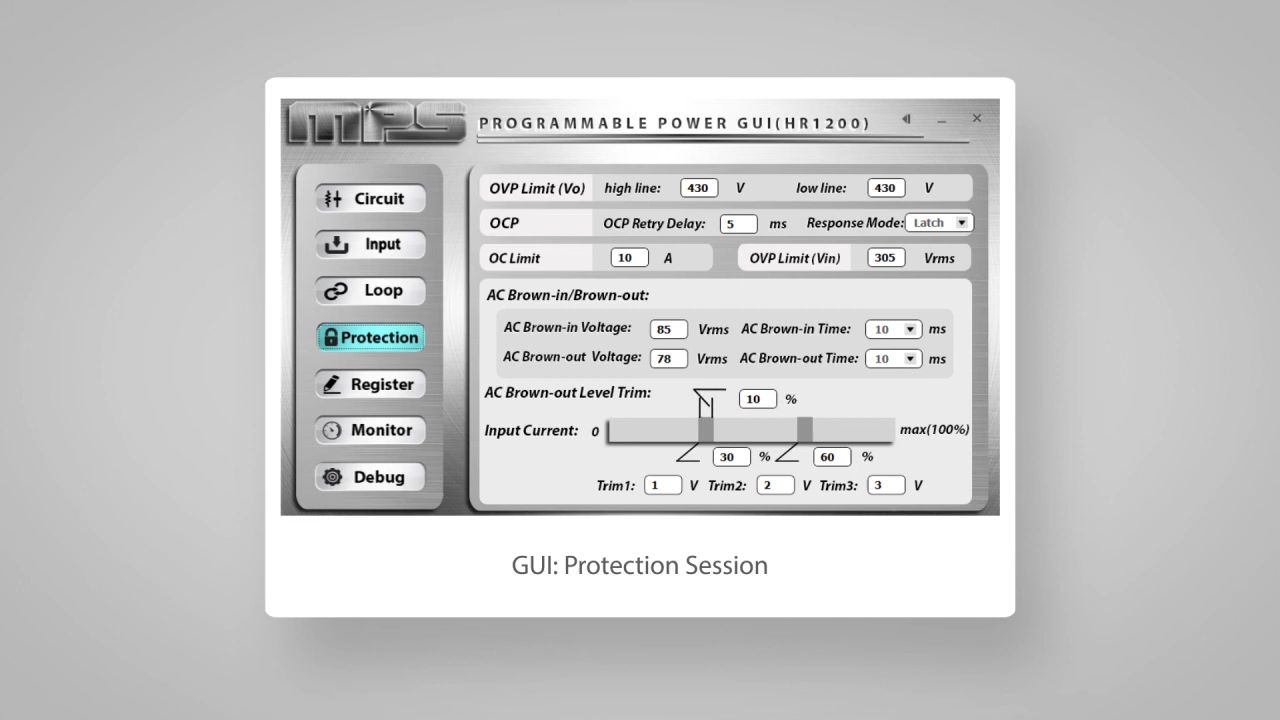 MPS
PROGRAMMABLE POWER GUI(HR1200)
Circuit
Input
Loop
Protection
Register
Monitor
Debug
OVP Limit (Vo) high line: 430 V low line: 430 V
OCP OCP Retry Delay: 5 ms Response Mode: Latch
OC Limit 10 A OVP Limit (Vin) 305 Vrms
AC Brown-in/Brown-out:
AC Brown-in Voltage: 85 Vrms AC Brown-in Time: 10 ms
AC Brown-out Voltage: 78 Vrms AC Brown-out Time: 10 ms
AC Brown-out Level Trim: 10 %
Input Current: 0 max(100%)
30 % 60 %
Trim1: 1 V Trim2: 2 V Trim3: 3 V
GUI: Protection Session